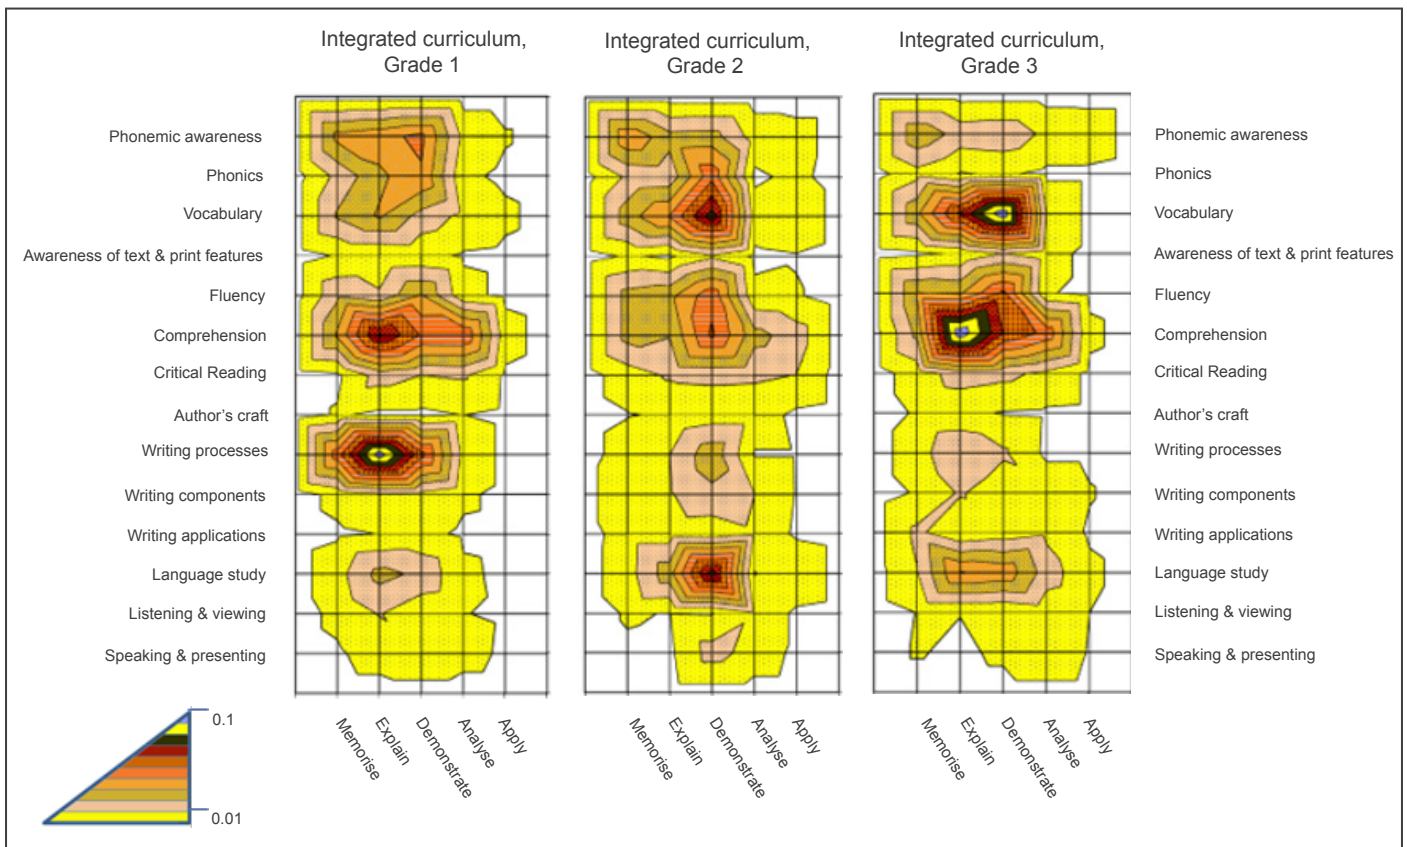 Integrated curriculum,
Grade 1
Integrated curriculum,
Grade 2
Integrated curriculum,
Grade 3
Phonemic awareness
Phonics
Vocabulary
Awareness of text & print features
Fluency
Comprehension
Critical Reading
Author's craft
Writing processes
Writing components
Writing applications
Language study
Listening & viewing
Speaking & presenting
Phonemic awareness
Phonics
Vocabulary
Awareness of text & print features
Fluency
Comprehension
Critical Reading
Author's craft
Writing processes
Writing components
Writing applications
Language study
Listening & viewing
Speaking & presenting
Memorise
Explain
Demonstrate
Analyse
Apply
Memorise
Explain
Demonstrate
Analyse
Apply
Memorise
Explain
Demonstrate
Analyse
Apply
0.1
0.01